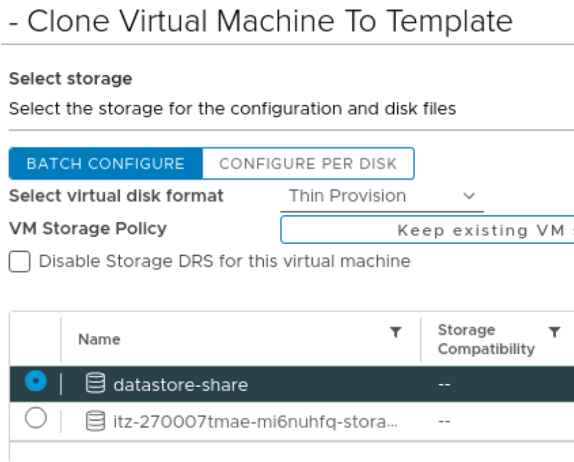 - Clone Virtual Machine To Template
Select storage
Select the storage for the configuration and disk files
BATCH CONFIGURE CONFIGURE PER DISK
Select virtual disk format Thin Provision
VM Storage Policy Keep existing VM
Disable Storage DRS for this virtual machine
Name Storage Compatibility
datastore-share --
itz-270007tmae-mi6nuhfq-stora... --